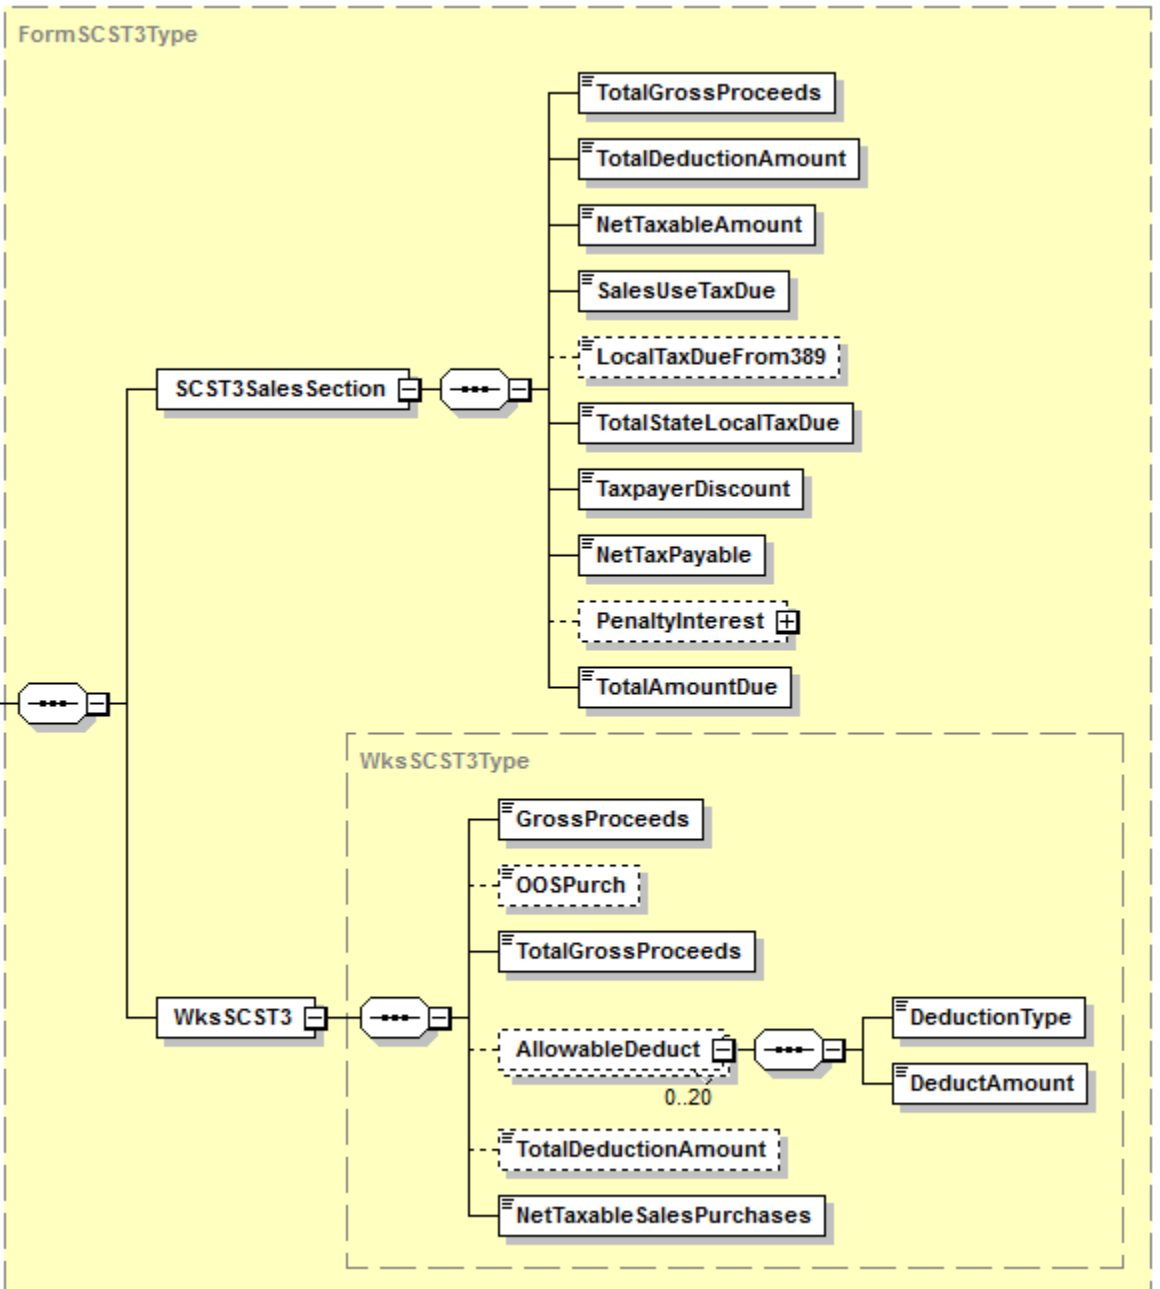 FormSCST3Type
TotalGrossProceeds
TotalDeductionAmount
NetTaxableAmount
SalesUseTaxDue
LocalTaxDueFrom389
SCST3SalesSection
TotalStateLocalTaxDue
TaxpayerDiscount
NetTaxPayable
PenaltyInterest
TotalAmountDue
WksSCST3Type
GrossProceeds
OOSPurch
TotalGrossProceeds
WksSCST3
AllowableDeduct
0..20
DeductionType
DeductAmount
TotalDeductionAmount
NetTaxableSalesPurchases